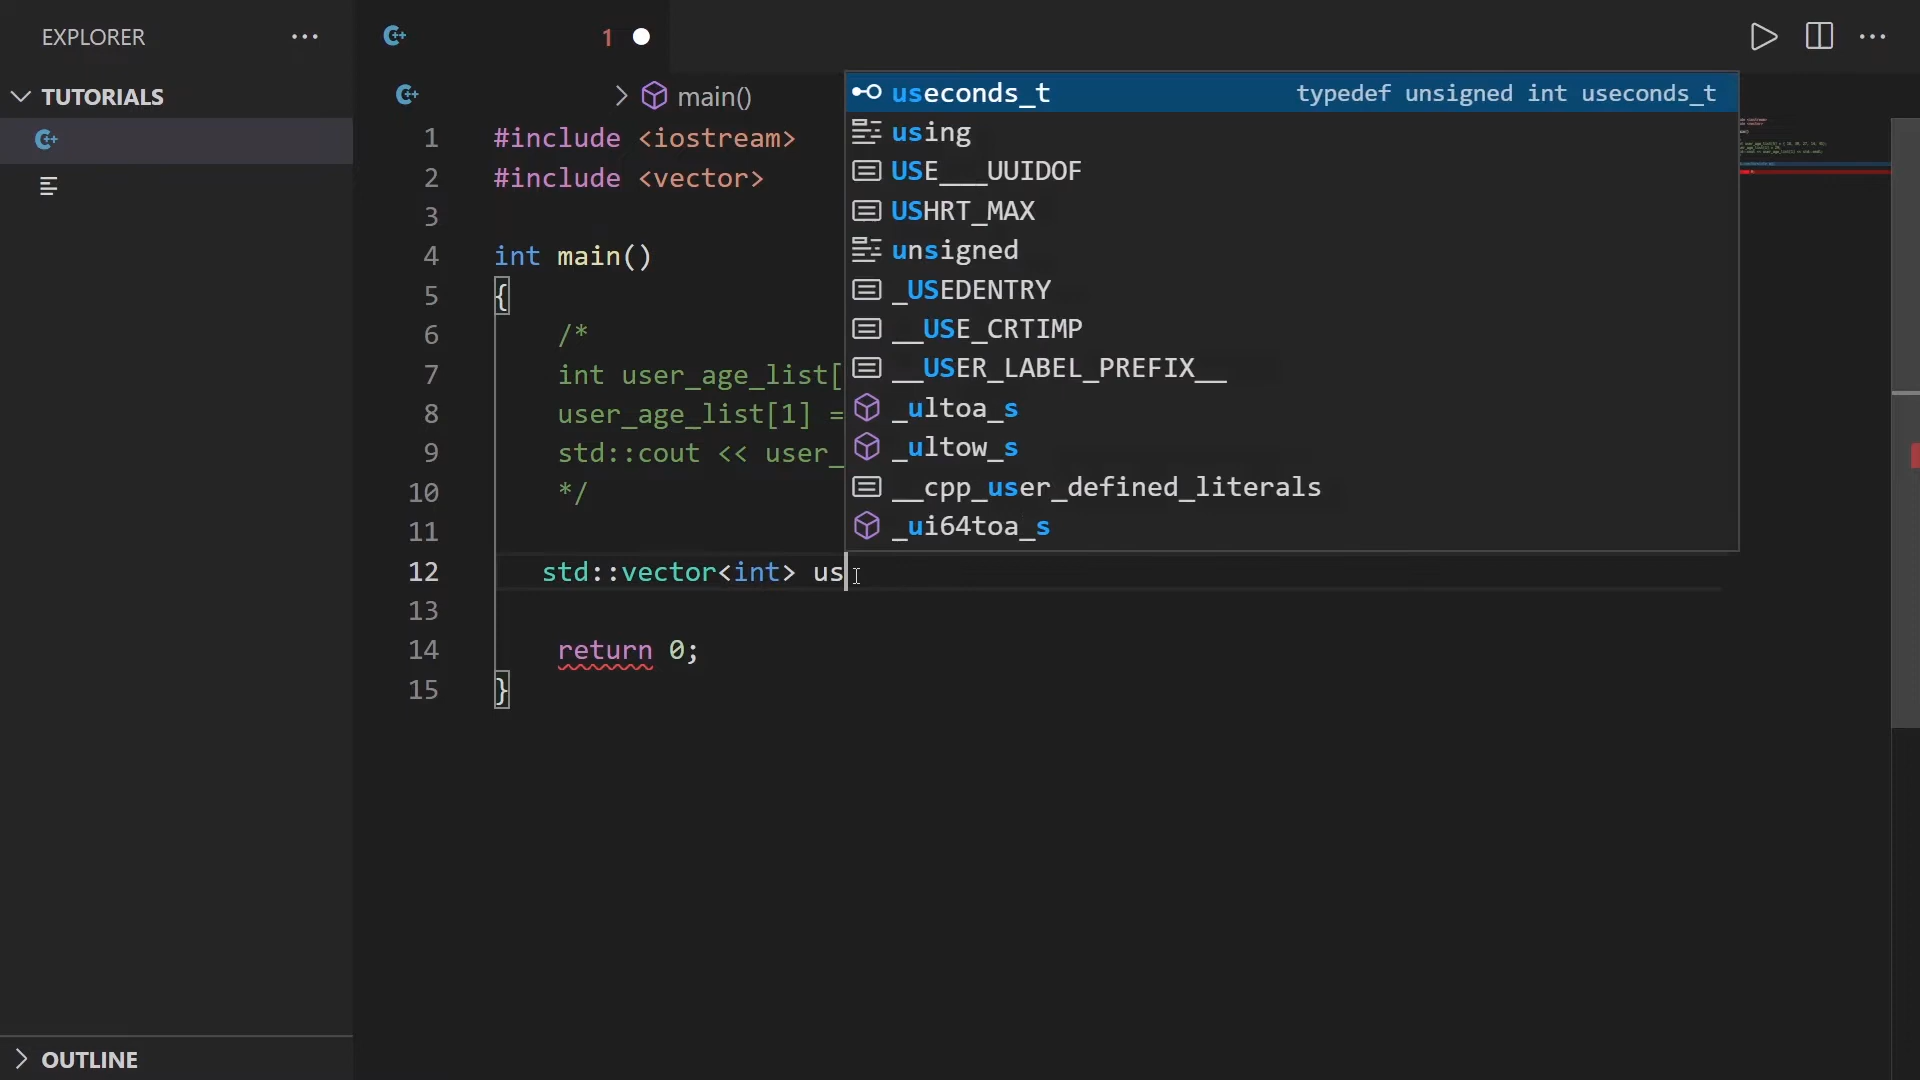 EXPLORER
TUTORIALS
OUTLINE
1
main()
1 #include <iostream>
2 #include <vector>
3
4 int main()
5 {
6 /*
7 int user_age_list[
8 user_age_list[1] =
9 std::cout << user_
10 */
11
12 std::vector<int> us
13
14 return 0;
15 }
useconds_t typedef unsigned int useconds_t
using
USE___UUIDOF
USHRT_MAX
unsigned
_USEDENTRY
__USE_CRTIMP
__USER_LABEL_PREFIX__
_ultoa_s
_ultow_s
__cpp_user_defined_literals
_ui64toa_s